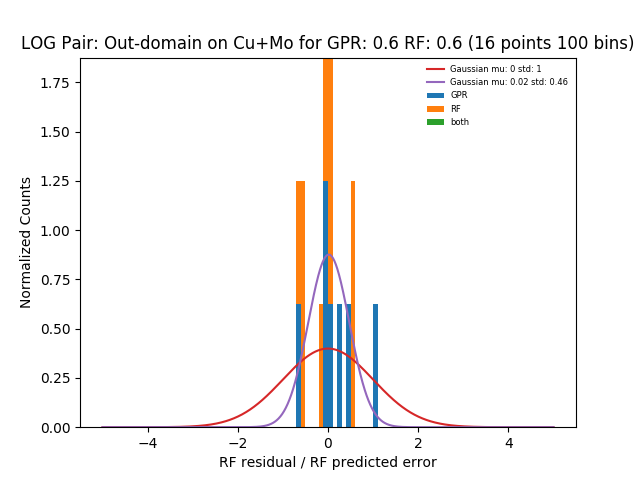 LOG Pair: Out-domain on Cu+Mo for GPR: 0.6 RF: 0.6 (16 points 100 bins)
Gaussian mu: 0 std: 1
Gaussian mu: 0.02 std: 0.46
GPR
RF
both
Normalized Counts
1.75
1.50
1.25
1.00
0.75
0.50
0.25
0.00
−4 −2 0 2 4
RF residual / RF predicted error